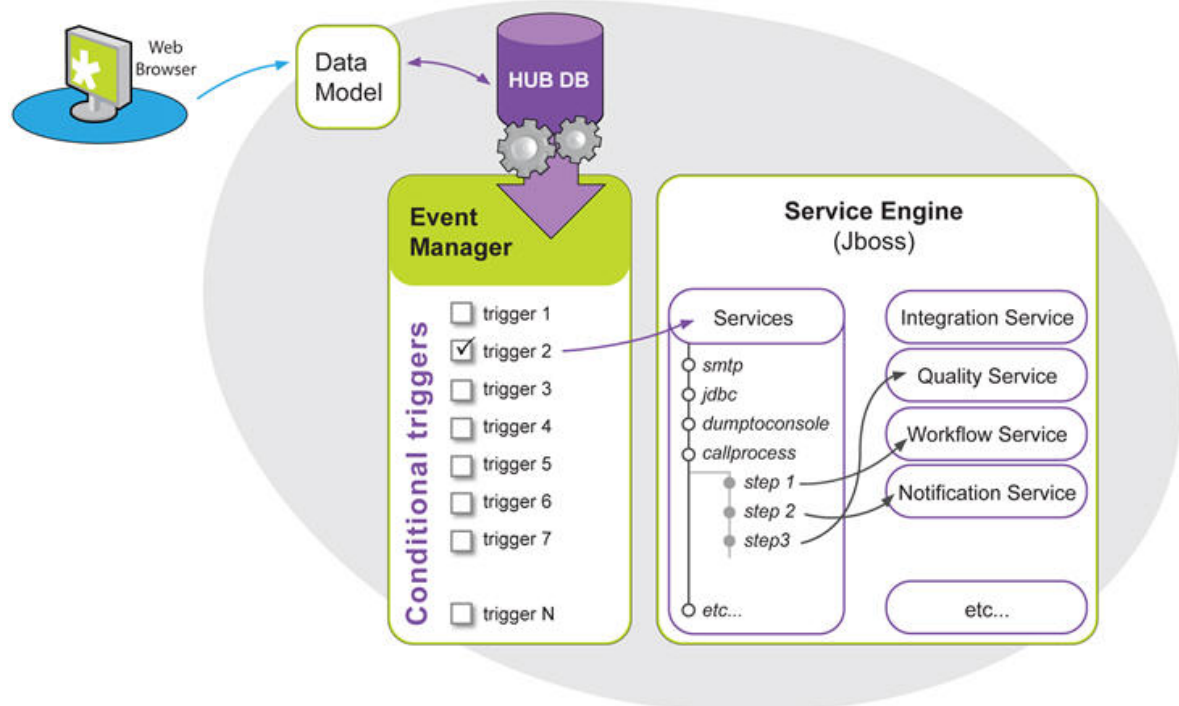 Web
Browser
Data
Model
HUB DB
Event
Manager
Conditional triggers
trigger 1
trigger 2
trigger 3
trigger 4
trigger 5
trigger 6
trigger 7
trigger N
Service Engine
(Jboss)
Services
smtp
jdbc
dumptoconsole
callprocess
step 1
step 2
step3
etc...
Integration Service
Quality Service
Workflow Service
Notification Service
etc...